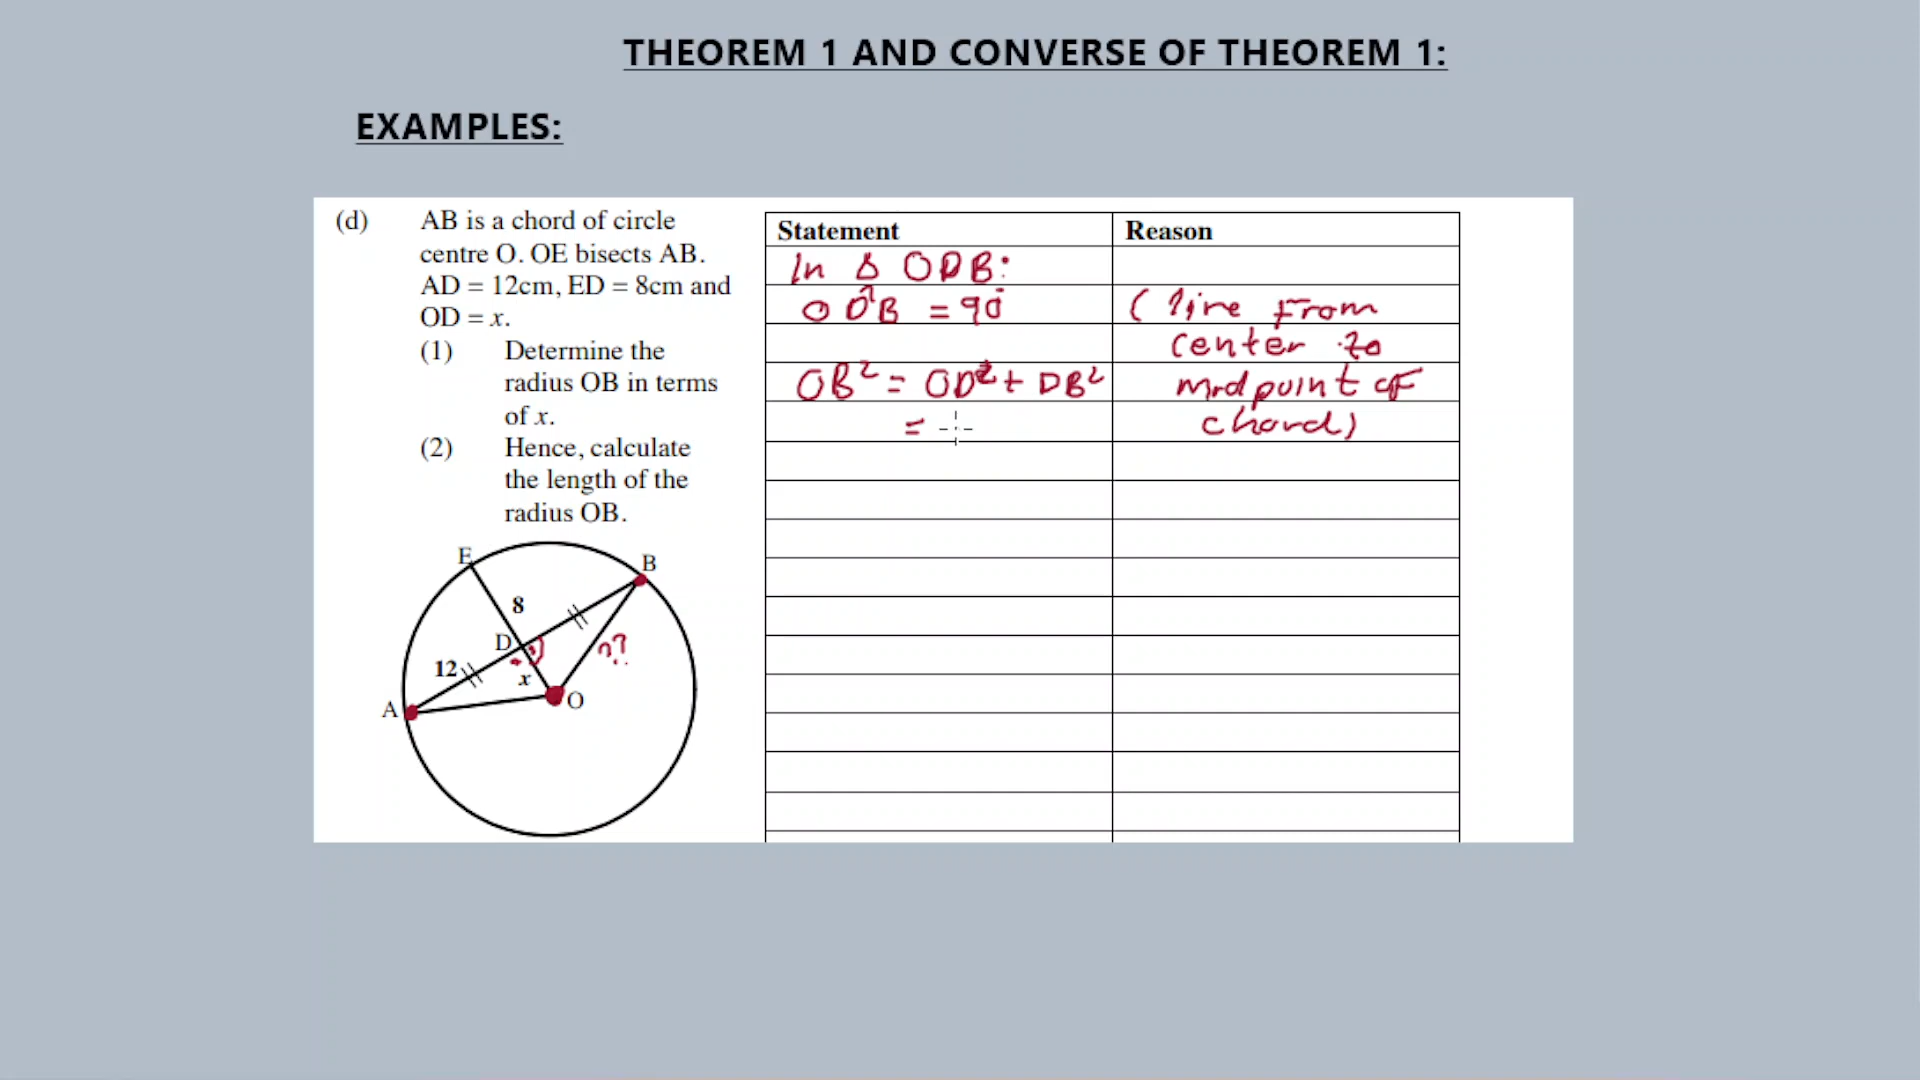 THEOREM 1 AND CONVERSE OF THEOREM 1:
EXAMPLES:
(d) AB is a chord of circle
centre O. OE bisects AB.
AD = 12cm, ED = 8cm and
OD = x.
(1) Determine the
radius OB in terms
of x.
(2) Hence, calculate
the length of the
radius OB.
E
B
8
D
12
x
A
O
??
Statement Reason
In Δ ODB:
OD̂B = 90° (line from
center to
OB² = OD² + DB² midpoint of
= chord)